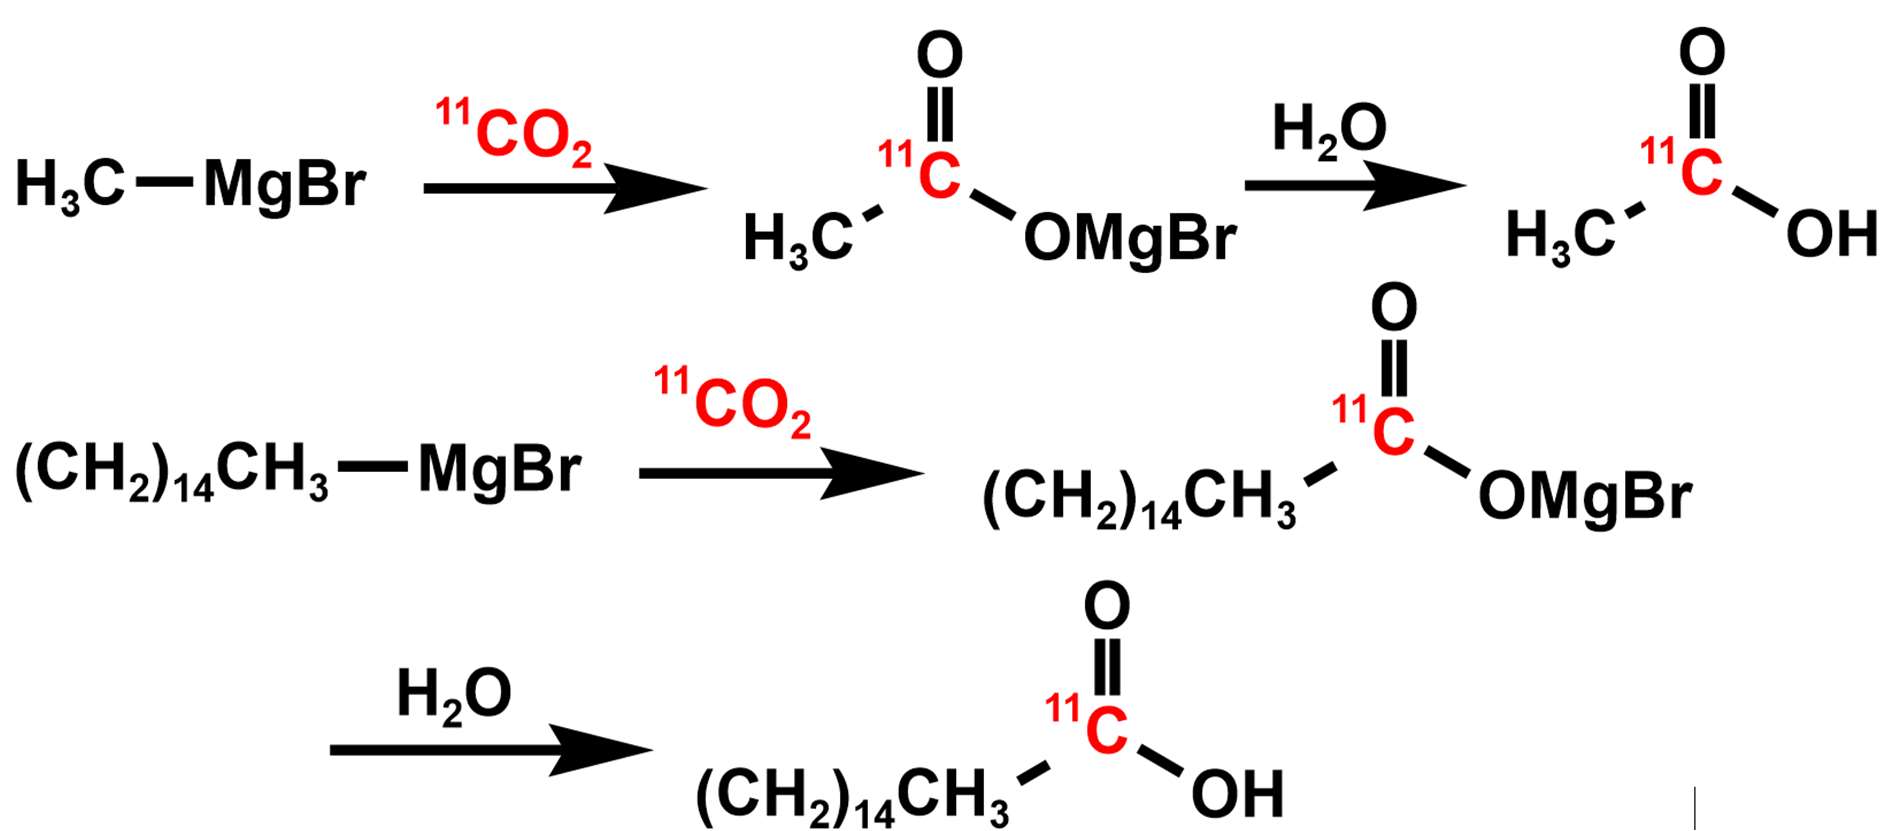 H₃C—MgBr ¹¹CO₂ O ¹¹C H₃C OMgBr H₂O O ¹¹C H₃C OH
(CH₂)₁₄CH₃—MgBr ¹¹CO₂ O ¹¹C (CH₂)₁₄CH₃ OMgBr
H₂O O ¹¹C (CH₂)₁₄CH₃ OH